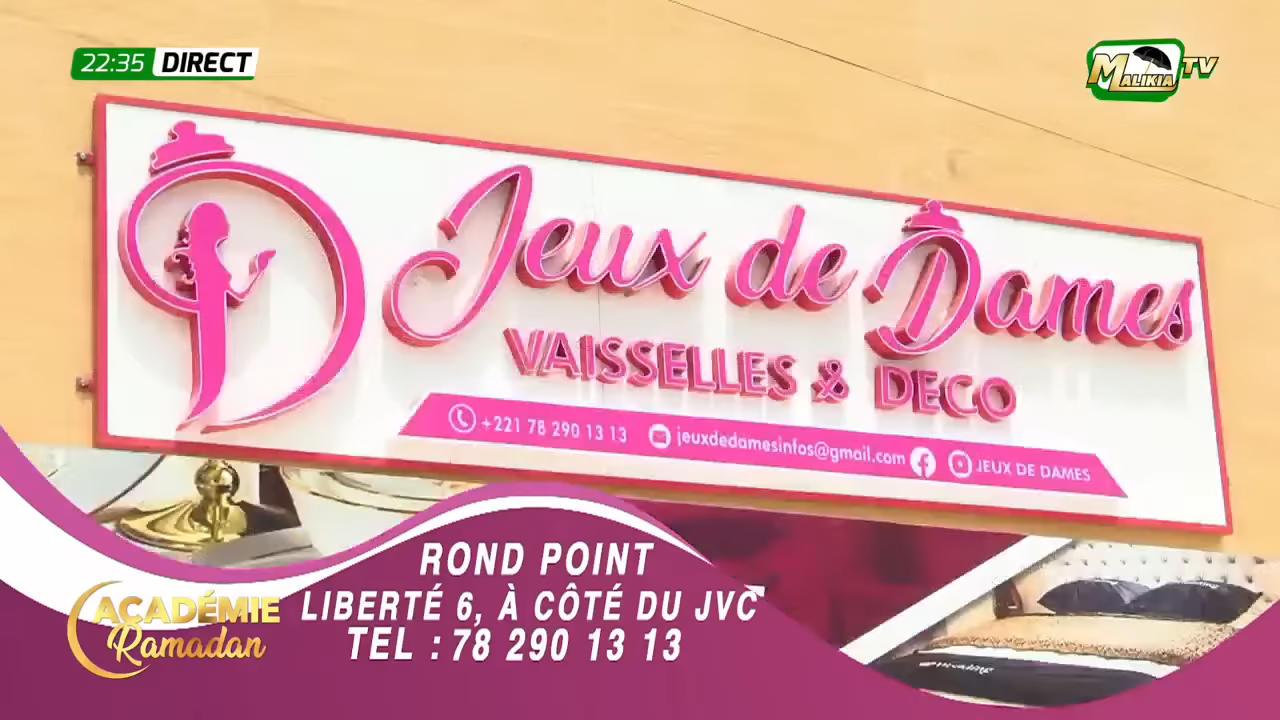 22:35 DIRECT
MALIKIA TV
Jeux de Dames
VAISSELLES & DECO
+221 78 290 13 13 jeuxdedamesinfos@gmail.com JEUX DE DAMES
ROND POINT
LIBERTÉ 6, À CÔTÉ DU JVC
TEL : 78 290 13 13
ACADÉMIE
Ramadan